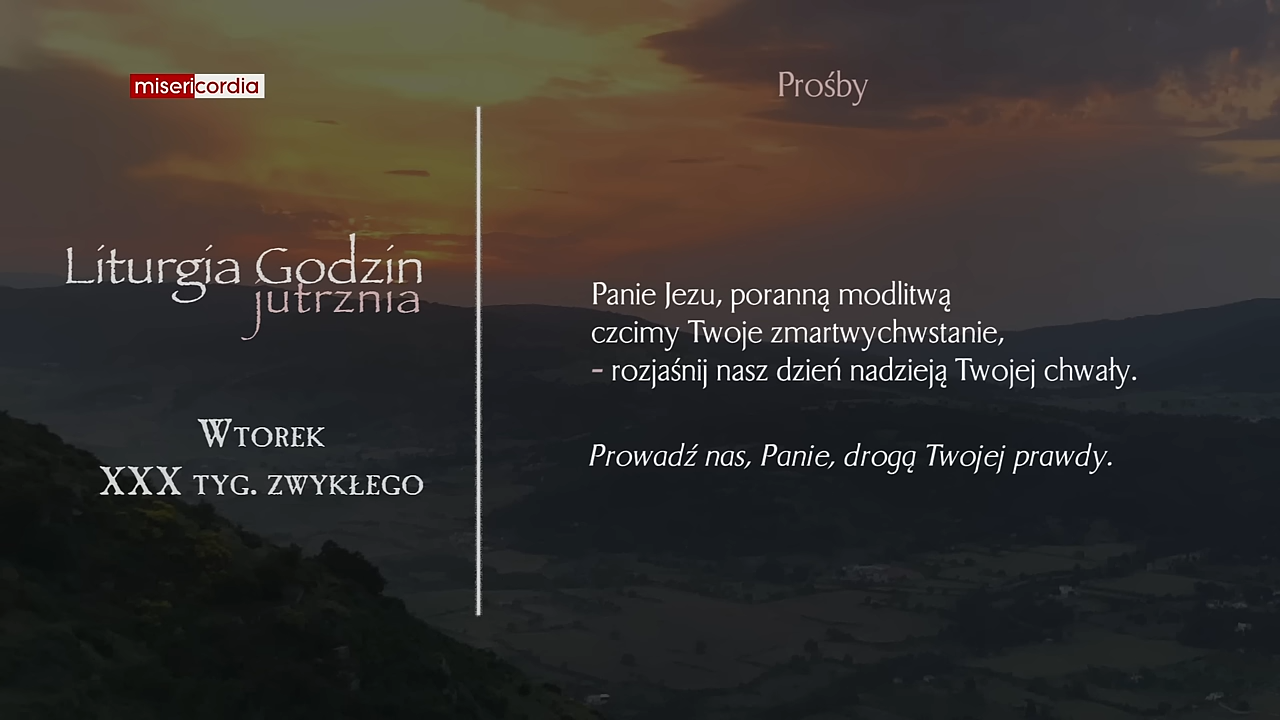 misericordia
Liturgia Godzin
jutrznia
Wtorek
XXX tyg. zwykłego
Prośby
Panie Jezu, poranną modlitwą
czcimy Twoje zmartwychwstanie,
- rozjaśnij nasz dzień nadzieją Twojej chwały.
Prowadź nas, Panie, drogą Twojej prawdy.